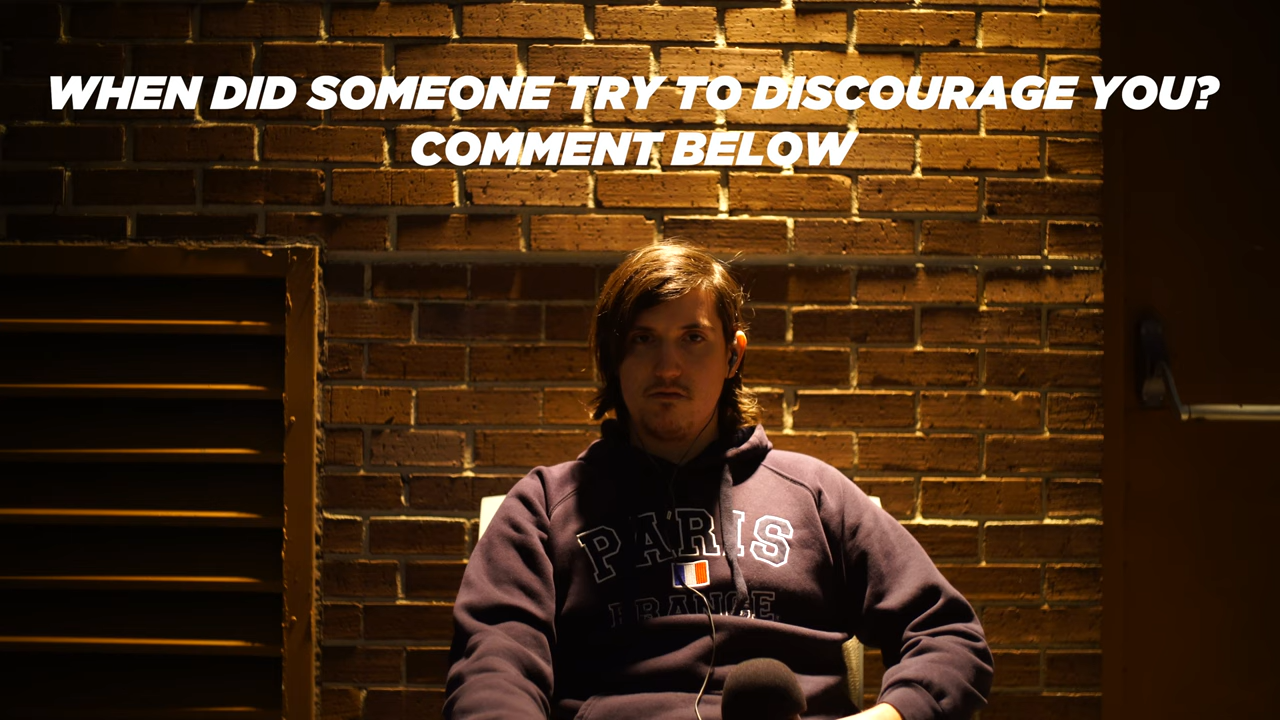 WHEN DID SOMEONE TRY TO DISCOURAGE YOU?
COMMENT BELOW
PARIS
FRANCE